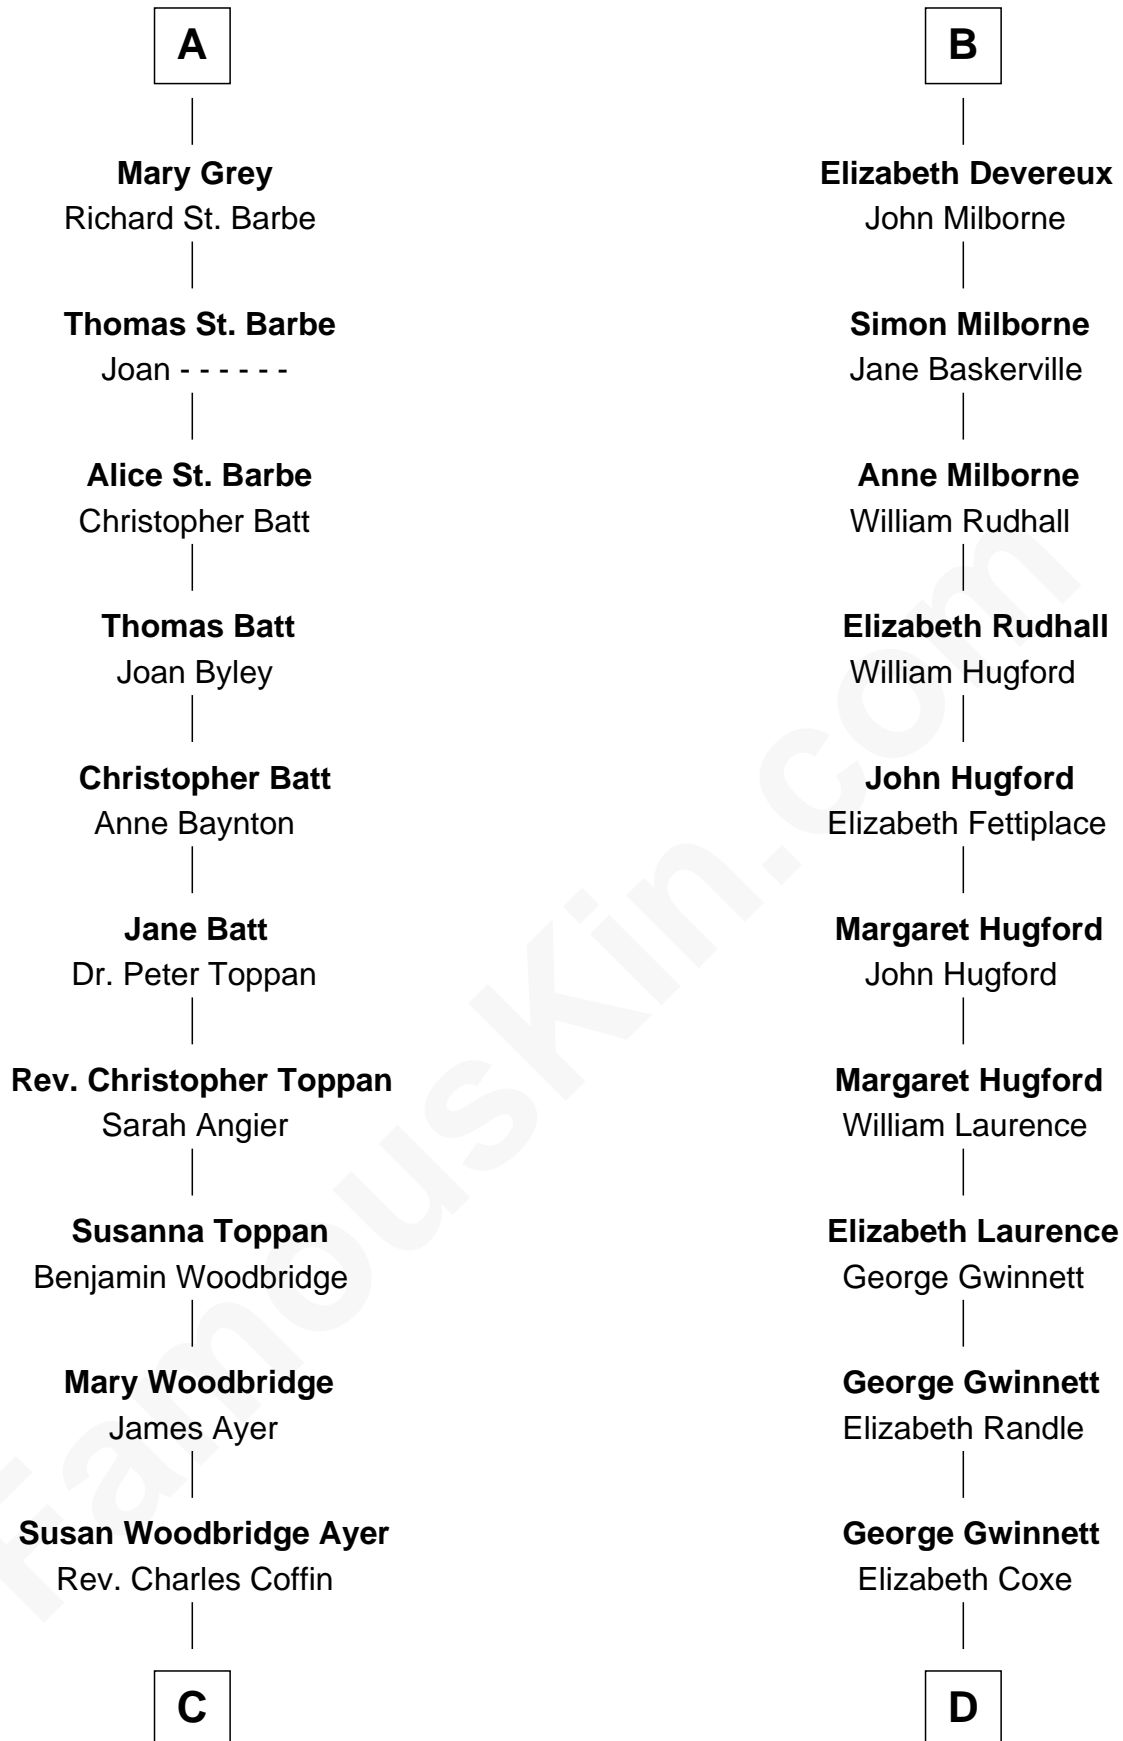 A
Mary Grey
Richard St. Barbe
Thomas St. Barbe
Joan - - - - - -
Alice St. Barbe
Christopher Batt
Thomas Batt
Joan Byley
Christopher Batt
Anne Baynton
Jane Batt
Dr. Peter Toppan
Rev. Christopher Toppan
Sarah Angier
Susanna Toppan
Benjamin Woodbridge
Mary Woodbridge
James Ayer
Susan Woodbridge Ayer
Rev. Charles Coffin
C
B
Elizabeth Devereux
John Milborne
Simon Milborne
Jane Baskerville
Anne Milborne
William Rudhall
Elizabeth Rudhall
William Hugford
John Hugford
Elizabeth Fettiplace
Margaret Hugford
John Hugford
Margaret Hugford
William Laurence
Elizabeth Laurence
George Gwinnett
George Gwinnett
Elizabeth Randle
George Gwinnett
Elizabeth Coxe
D
FamousKin.com